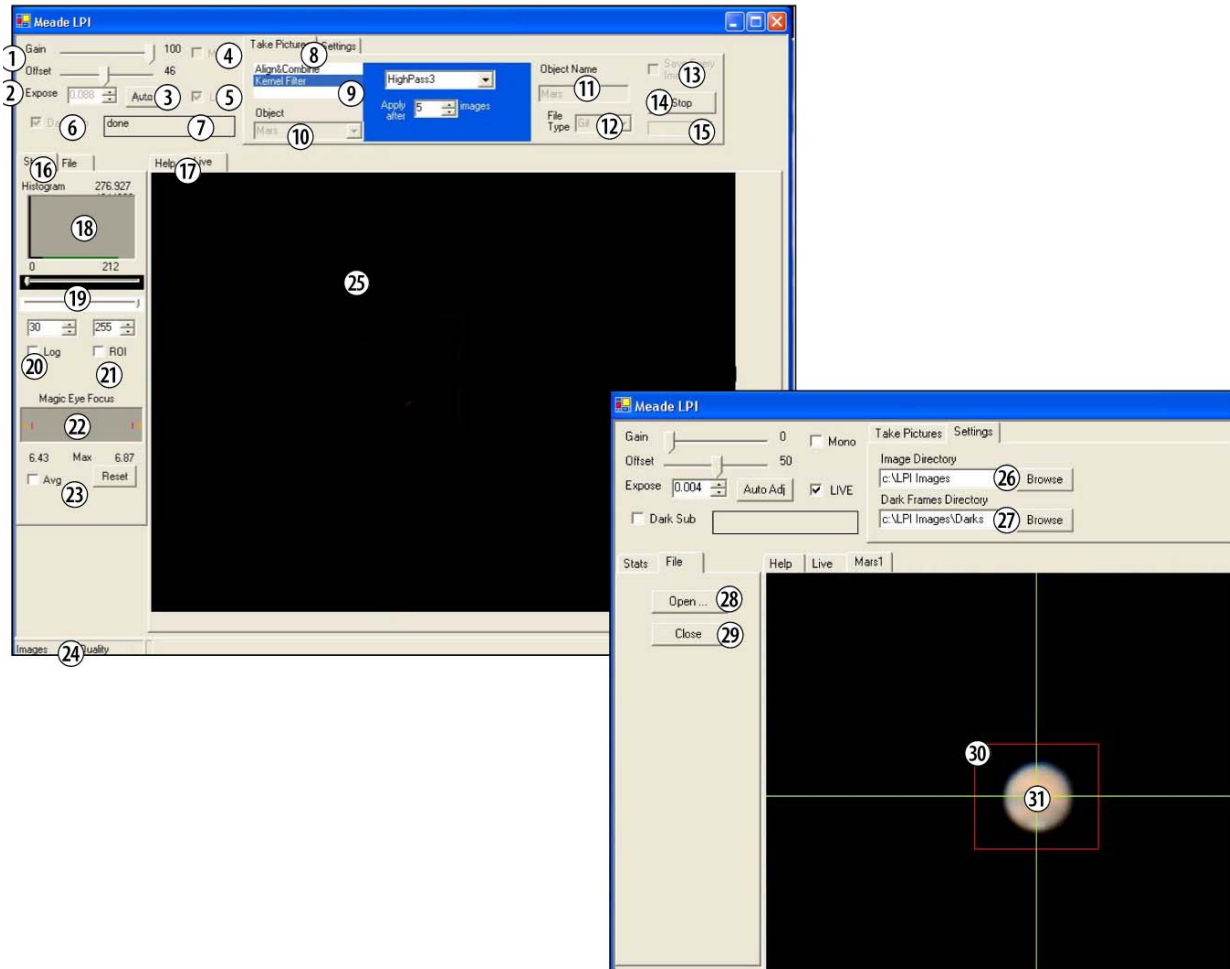 Meade LPI
1 Gain 100 4
Take Pictures 8 Settings
Offset 46
2 Expose 0.088 Auto 3 5
6 done 7
Align&Combine
Kernel Filter 9
Object
Mars 10
HighPass3
Apply after 5 images
Object Name
Mars 11
File Type Gif 12
Save Every 13
14 Stop
15
16 File
Help 17 Live
Histogram 276.927
18
0 212
19
30 255
Log ROI
20 21
Magic Eye Focus
22
6.43 Max 6.87
Avg Reset
23
Images 24 Quality
25
Meade LPI
Gain 0 Mono
Offset 50
Expose 0.004 Auto Adj LIVE
Dark Sub
Take Pictures Settings
Image Directory
c:\LPI Images 26 Browse
Dark Frames Directory
c:\LPI Images\Darks 27 Browse
Stats File
Help Live Mars1
Open ... 28
Close 29
30
31